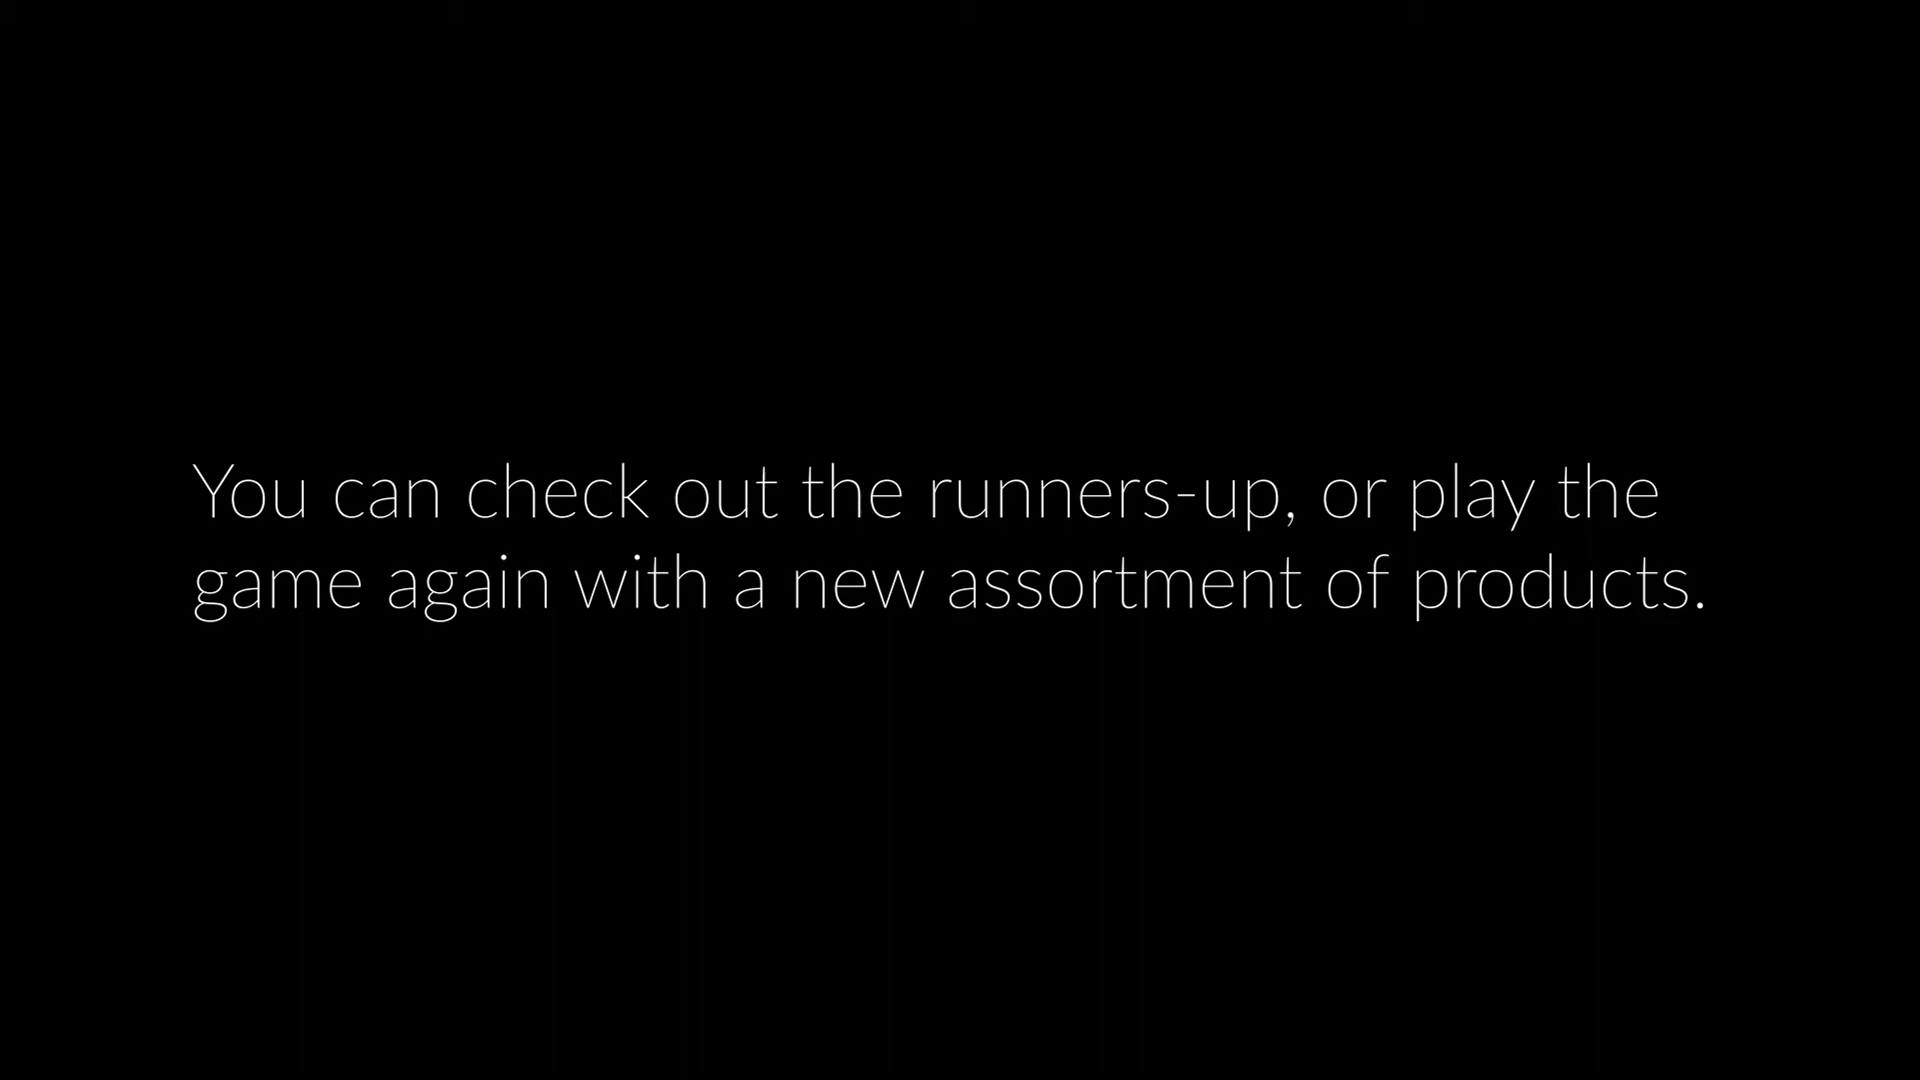 You can check out the runners-up, or play the
game again with a new assortment of products.